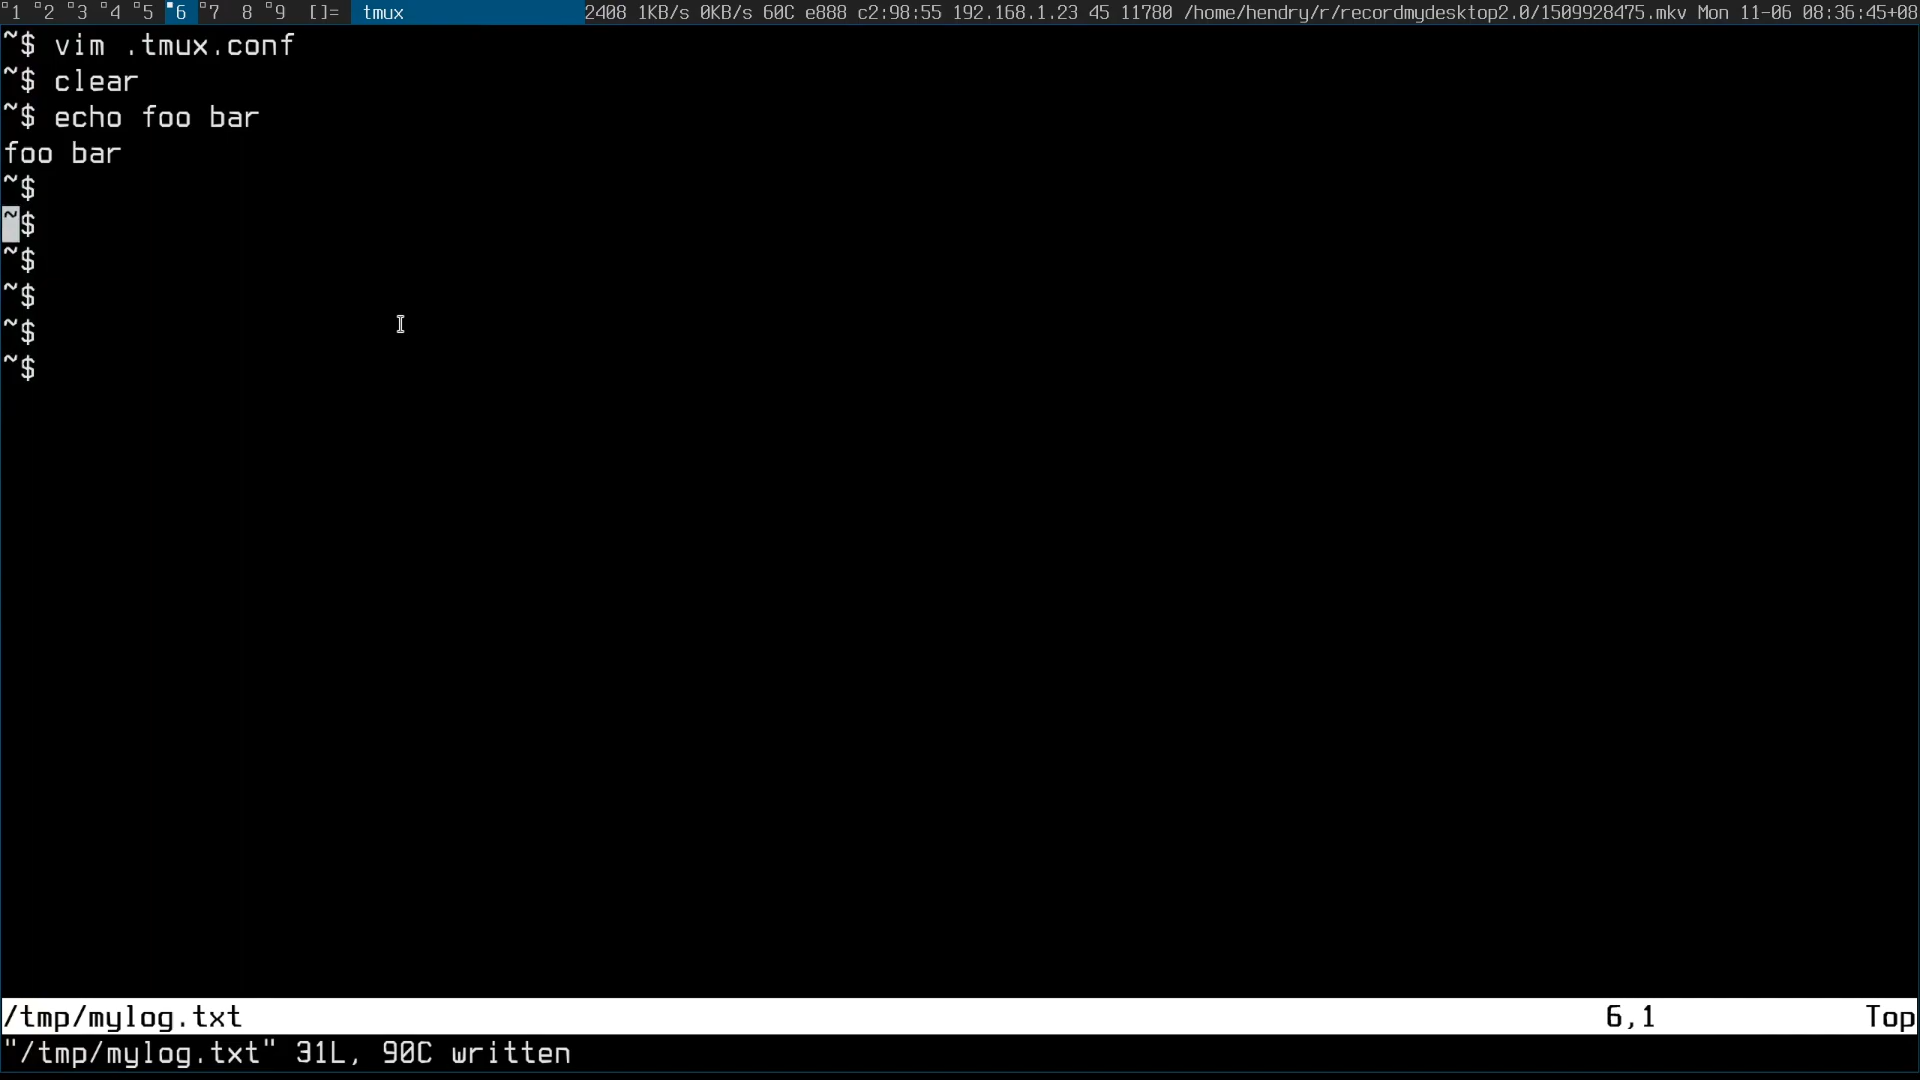 1 2 3 4 5 6 7 8 9 []= tmux 2408 1KB/s 0KB/s 60C e888 c2:98:55 192.168.1.23 45 11780 /home/hendry/r/recordmydesktop2.0/1509928475.mkv Mon 11-06 08:36:45+08
~$ vim .tmux.conf
~$ clear
~$ echo foo bar
foo bar
~$
~$
~$
~$
~$
~$
/tmp/mylog.txt 6,1 Top
"/tmp/mylog.txt" 31L, 90C written